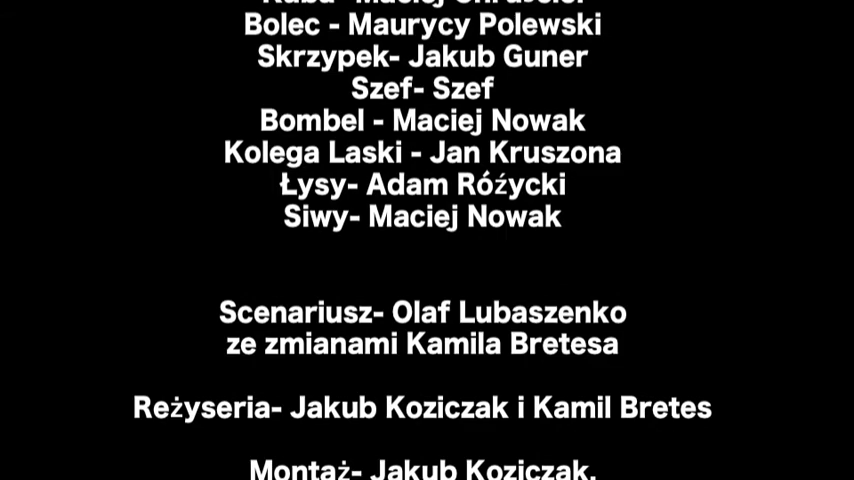 Bolec - Maurycy Polewski
Skrzypek- Jakub Guner
Szef- Szef
Bombel - Maciej Nowak
Kolega Laski - Jan Kruszona
Łysy- Adam Róźycki
Siwy- Maciej Nowak
Scenariusz- Olaf Lubaszenko
ze zmianami Kamila Bretesa
Reżyseria- Jakub Koziczak i Kamil Bretes
Montaż- Jakub Koziczak.